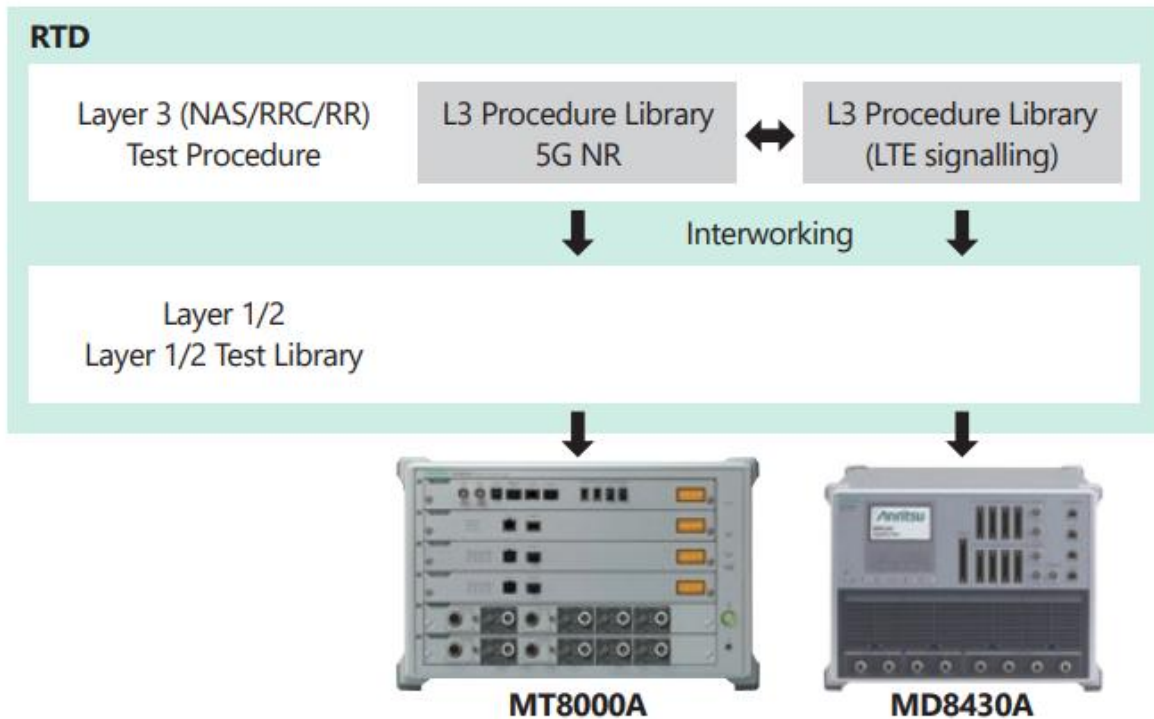 RTD
Layer 3 (NAS/RRC/RR)
Test Procedure
L3 Procedure Library
5G NR
L3 Procedure Library
(LTE signalling)
Interworking
Layer 1/2
Layer 1/2 Test Library
Anritsu
MT8000A
MD8430A